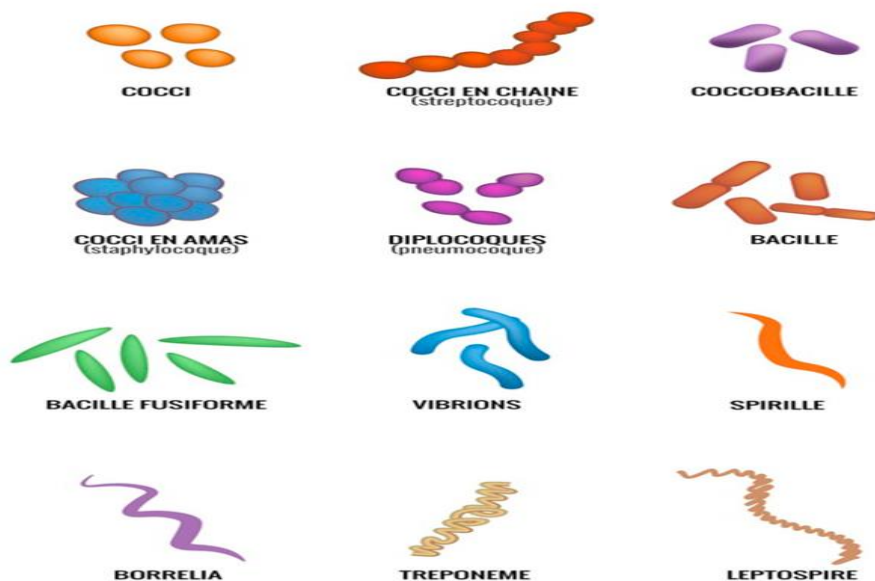 COCCI
COCCI EN CHAINE
(streptocoque)
COCCOBACILLE
COCCI EN AMAS
(staphylocoque)
DIPLOCOQUES
(pneumocoque)
BACILLE
BACILLE FUSIFORME
VIBRIONS
SPIRILLE
BORRELIA
TREPONEME
LEPTOSPIRE